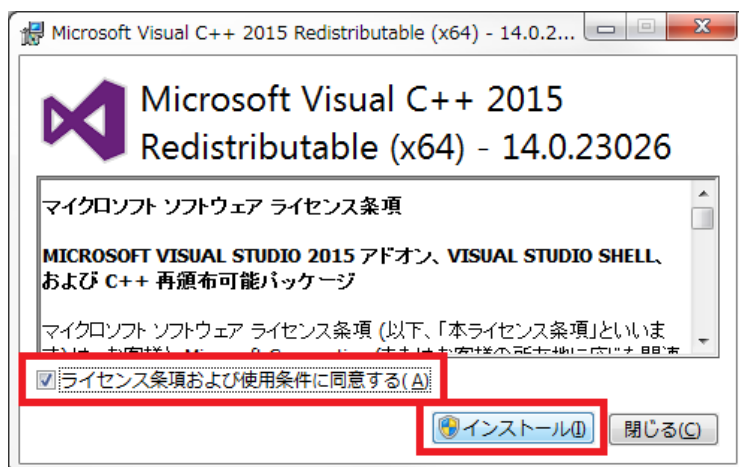 Microsoft Visual C++ 2015 Redistributable (x64) - 14.0.2...
Microsoft Visual C++ 2015
Redistributable (x64) - 14.0.23026
マイクロソフト ソフトウェア ライセンス条項
MICROSOFT VISUAL STUDIO 2015 アドオン、VISUAL STUDIO SHELL、
および C++ 再頒布可能パッケージ
マイクロソフト ソフトウェア ライセンス条項 (以下、「本ライセンス条項」といいま
ライセンス条項および使用条件に同意する(A)
インストール(I)
閉じる(C)